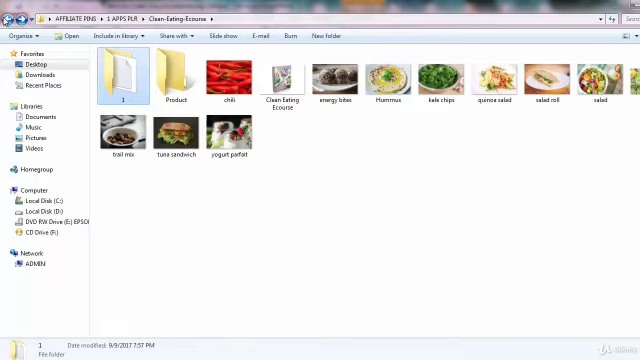 AFFILIATE PINS ▸ 1 APPS PLR ▸ Clean-Eating-Ecourse ▸
Organize Open Include in library Share with Slide show E-mail Burn New folder
Favorites
Desktop
Downloads
Recent Places
Libraries
Documents
Music
Pictures
Videos
Homegroup
Computer
Local Disk (C:)
Local Disk (D:)
DVD RW Drive (E:) EPSO
CD Drive (F:)
Network
ADMINI
1 Product chili Clean Eating Ecourse energy bites Hummus kale chips quinoa salad salad roll salad
trail mix tuna sandwich yogurt parfait
1 Date modified: 9/9/2017 7:57 PM
File folder
Udemy